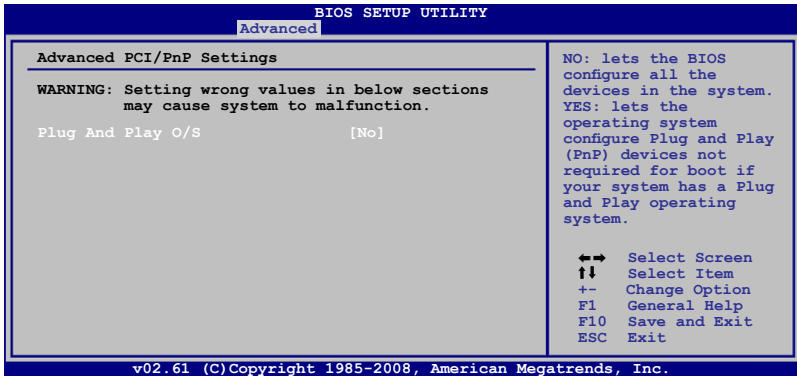 BIOS SETUP UTILITY
Advanced
Advanced PCI/PnP Settings
WARNING: Setting wrong values in below sections
may cause system to malfunction.
Plug And Play O/S [No]
NO: lets the BIOS
configure all the
devices in the system.
YES: lets the
operating system
configure Plug and Play
(PnP) devices not
required for boot if
your system has a Plug
and Play operating
system.
←→ Select Screen
↑↓ Select Item
+- Change Option
F1 General Help
F10 Save and Exit
ESC Exit
v02.61 (C)Copyright 1985-2008, American Megatrends, Inc.